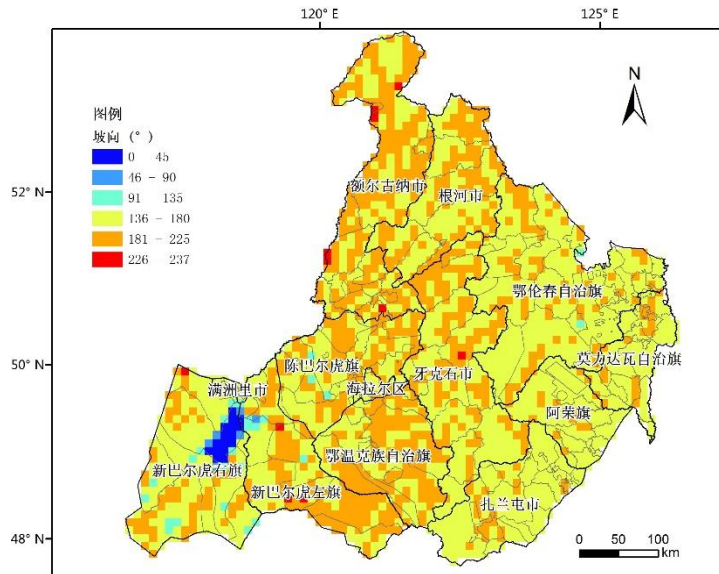 120° E
125° E
N
图例
坡向 (°)
0 45
46 - 90
91 135
136 - 180
181 - 225
226 237
52° N
额尔古纳市
根河市
鄂伦春自治旗
50° N
莫力达瓦自治旗
陈巴尔虎旗
牙克石市
满洲里市
海拉尔区
阿荣旗
新巴尔虎右旗
鄂温克族自治旗
新巴尔虎左旗
扎兰屯市
48° N
0 50 100
km